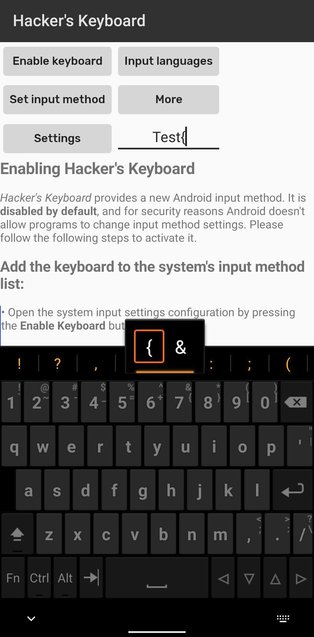 Hacker's Keyboard
Enable keyboard Input languages
Set input method More
Settings Test{
Enabling Hacker's Keyboard
Hacker's Keyboard provides a new Android input method. It is
disabled by default, and for security reasons Android doesn't
allow programs to change input method settings. Please
follow the following steps to activate it.
Add the keyboard to the system's input method
list:
• Open the system input settings configuration by pressing
the Enable Keyboard but
{ &
! ? , : ; (
1 2 3 4 5 6 7 8 9 0
q w e r t y u i o p '
a s d f g h j k l
z x c v b n m , . /
Fn Ctrl Alt